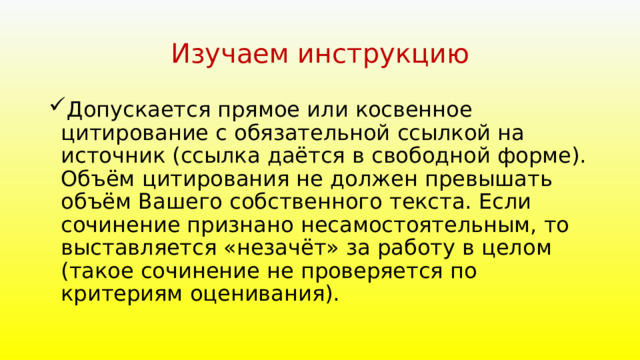 Изучаем инструкцию
✓Допускается прямое или косвенное
цитирование с обязательной ссылкой на
источник (ссылка даётся в свободной форме).
Объём цитирования не должен превышать
объём Вашего собственного текста. Если
сочинение признано несамостоятельным, то
выставляется «незачёт» за работу в целом
(такое сочинение не проверяется по
критериям оценивания).